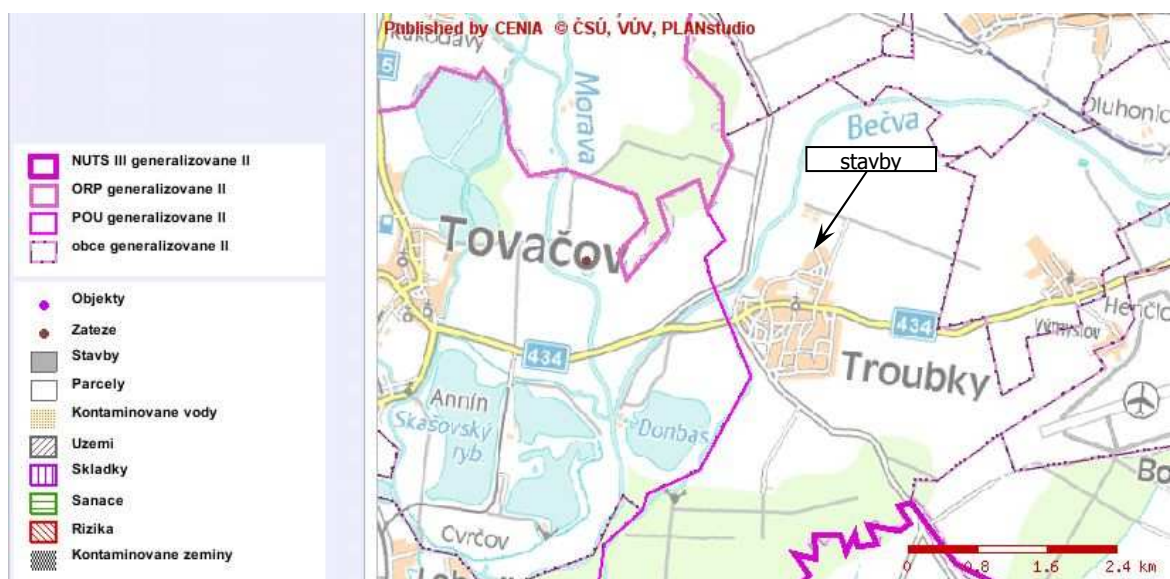 NUTS III generalizovane II
ORP generalizovane II
POU generalizovane II
obce generalizovane II
Objekty
Zateze
Stavby
Parcely
Kontaminovane vody
Uzemi
Skladky
Sanace
Rizika
Kontaminovane zeminy
Published by CENIA © ČSÚ, VÚV, PLANstudio
Morava
Bečva
stavby
Tovačov
434
434
Troubky
Výmyslov
Annín
Skašovský
ryb
Donbas
Cvrčov
0 0.8 1.6 2.4 km